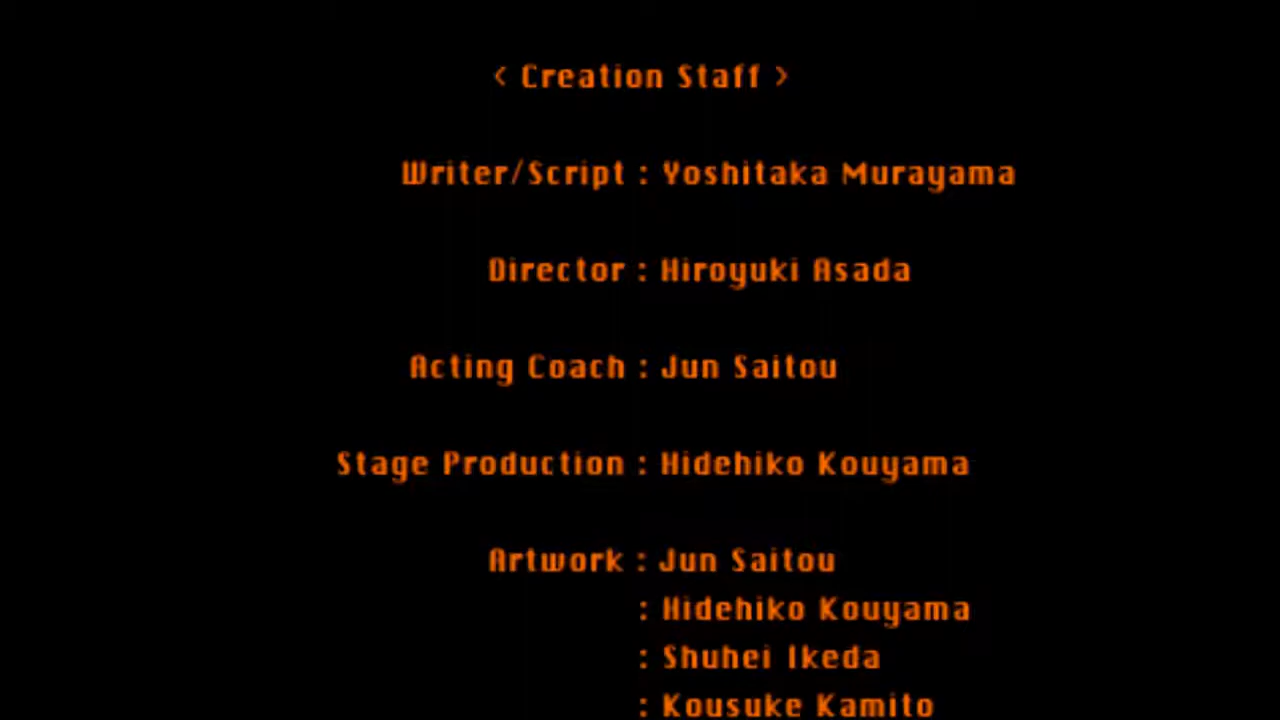 < Creation Staff >
Writer/Script : Yoshitaka Murayama
Director : Hiroyuki Asada
Acting Coach : Jun Saitou
Stage Production : Hidehiko Kouyama
Artwork : Jun Saitou
: Hidehiko Kouyama
: Shuhei Ikeda
: Kousuke Kamito